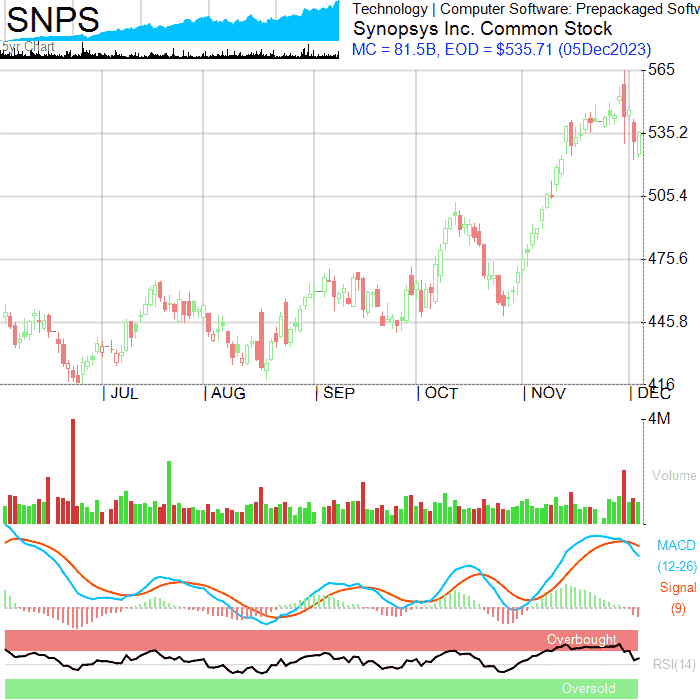 SNPS
5yr Chart
Technology | Computer Software: Prepackaged Softw
Synopsys Inc. Common Stock
MC = 81.5B, EOD = $535.71 (05Dec2023)
565
535.2
505.4
475.6
445.8
416
| JUL | AUG | SEP | OCT | NOV | DEC
4M
Volume
MACD
(12-26)
Signal
(9)
Overbought
RSI(14)
Oversold